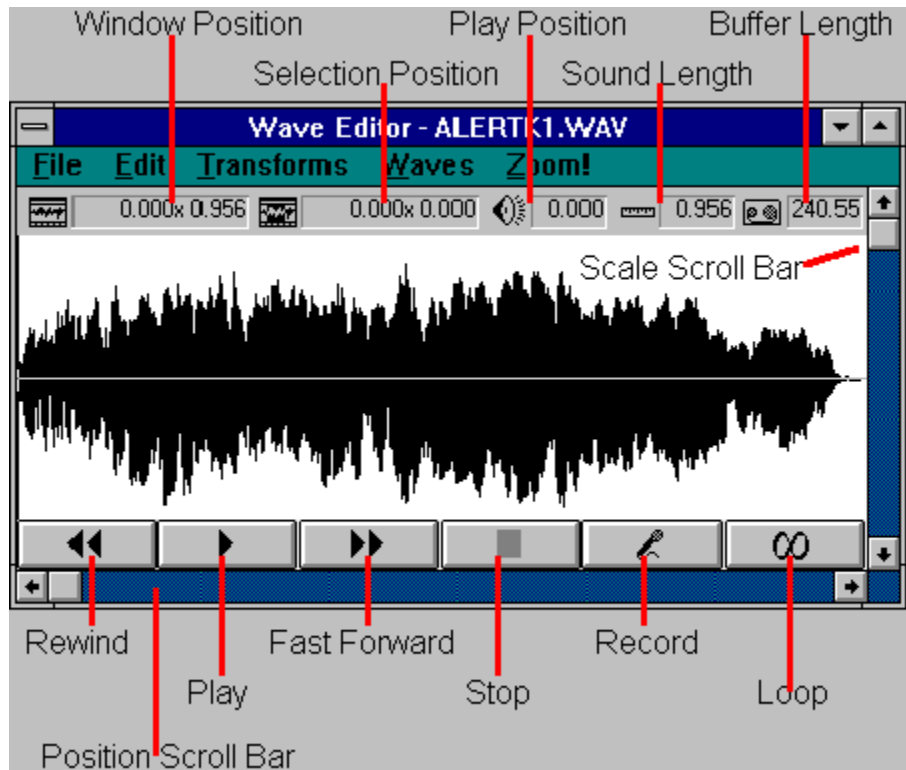 Window Position Play Position Buffer Length
Selection Position Sound Length
Wave Editor - ALERTK1.WAV
File Edit Transforms Waves Zoom!
0.000x 0.956 0.000x 0.000 0.000 0.956 240.55
Scale Scroll Bar
Rewind Fast Forward Record
Play Stop Loop
Position Scroll Bar